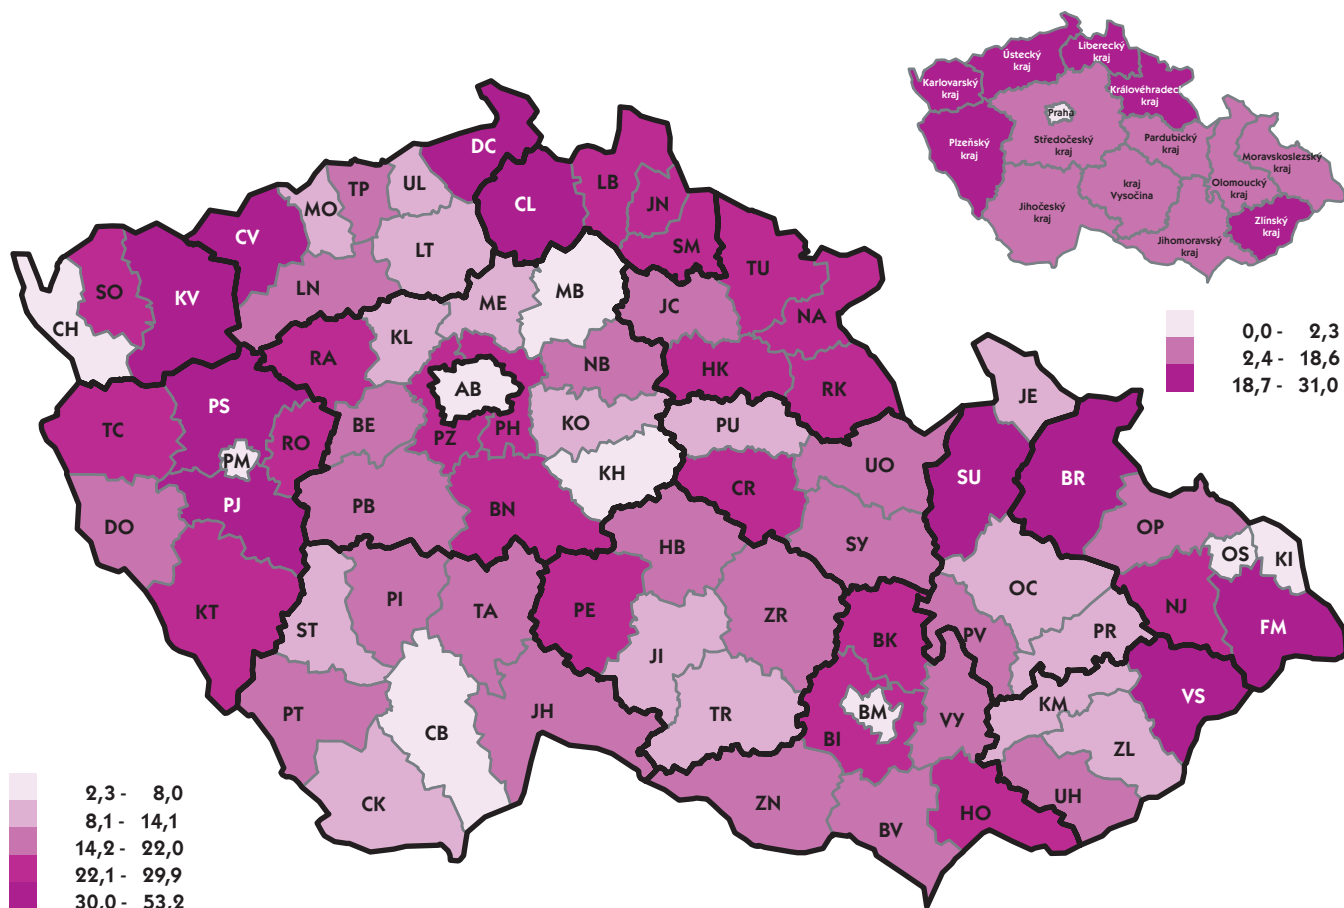 Ústecký
kraj
Liberecký
kraj
Karlovarský
kraj
Královéhradeck
kraj
Praha
Plzeňský
kraj
Středočeský
kraj
Pardubický
kraj
Moravskoslezský
kraj
kraj
Vysočina
Olomoucký
kraj
Jihočeský
kraj
Zlínský
kraj
Jihomoravský
kraj
0,0 - 2,3
2,4 - 18,6
18,7 - 31,0
DC
TP
UL
LB
MO
CL
JN
CV
LT
SM
TU
SO
KV
LN
ME
MB
JC
NA
CH
KL
RA
NB
HK
RK
AB
JE
PS
TC
RO
BE
PZ
PH
KO
PU
PM
KH
UO
SU
BR
CR
PJ
DO
PB
BN
OP
HB
SY
OS
KI
OC
KT
PI
TA
PE
ZR
NJ
FM
ST
BK
PV
PR
JI
PT
CB
JH
TR
BM
BI
VY
KM
VS
ZL
CK
ZN
BV
HO
UH
2,3 - 8,0
8,1 - 14,1
14,2 - 22,0
22,1 - 29,9
30,0 - 53,2